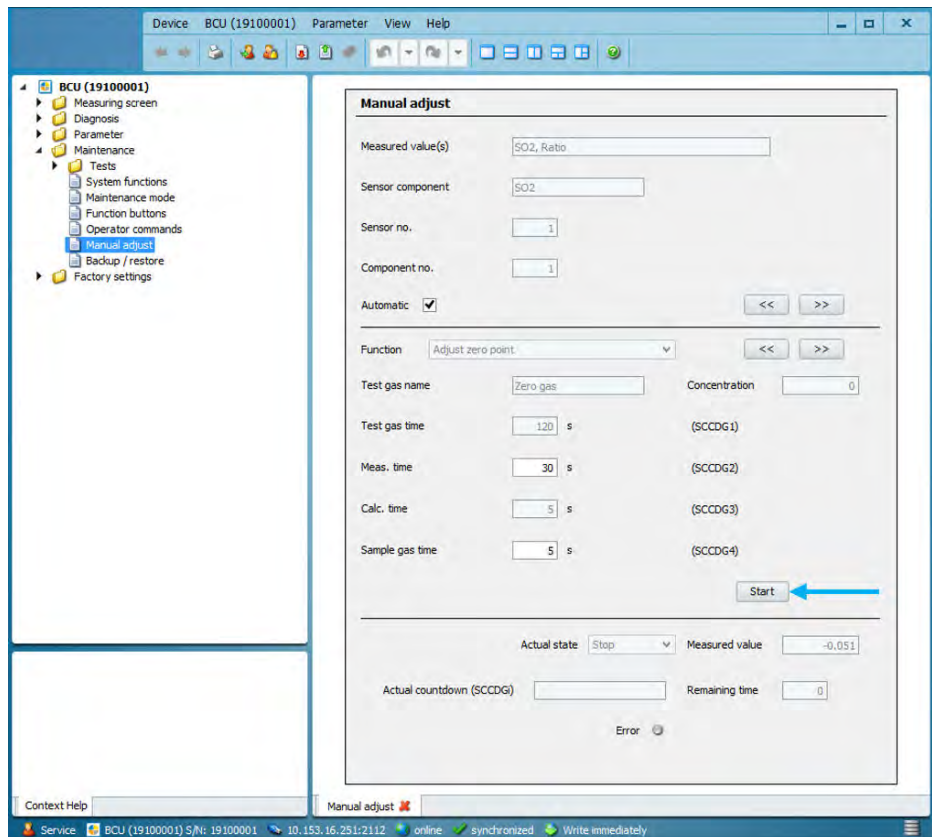 Device BCU (19100001) Parameter View Help
BCU (19100001)
Measuring screen
Diagnosis
Parameter
Maintenance
Tests
System functions
Maintenance mode
Function buttons
Operator commands
Manual adjust
Backup / restore
Factory settings
Context Help
Manual adjust
Measured value(s) SO2, Ratio
Sensor component SO2
Sensor no. 1
Component no. 1
Automatic << >>
Function Adjust zero point << >>
Test gas name Zero gas Concentration 0
Test gas time 120 s (SCCDG1)
Meas. time 30 s (SCCDG2)
Calc. time 5 s (SCCDG3)
Sample gas time 5 s (SCCDG4)
Start
Actual state Stop Measured value -0.051
Actual countdown (SCCDGi) Remaining time 0
Error
Manual adjust
Service BCU (19100001) S/N: 19100001 10.153.16.251:2112 online synchronized Write immediately